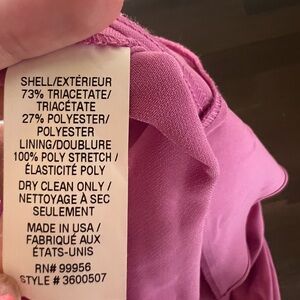 SHELL/EXTÉRIEUR
73% TRIACETATE/
TRIACÉTATE
27% POLYESTER/
POLYESTER
LINING/DOUBLURE
100% POLY STRETCH /
ÉLASTICITÉ POLY
DRY CLEAN ONLY /
NETTOYAGE À SEC
SEULEMENT
MADE IN USA /
FABRIQUÉ AUX
ÉTATS-UNIS
RN# 99956
STYLE # 3600507